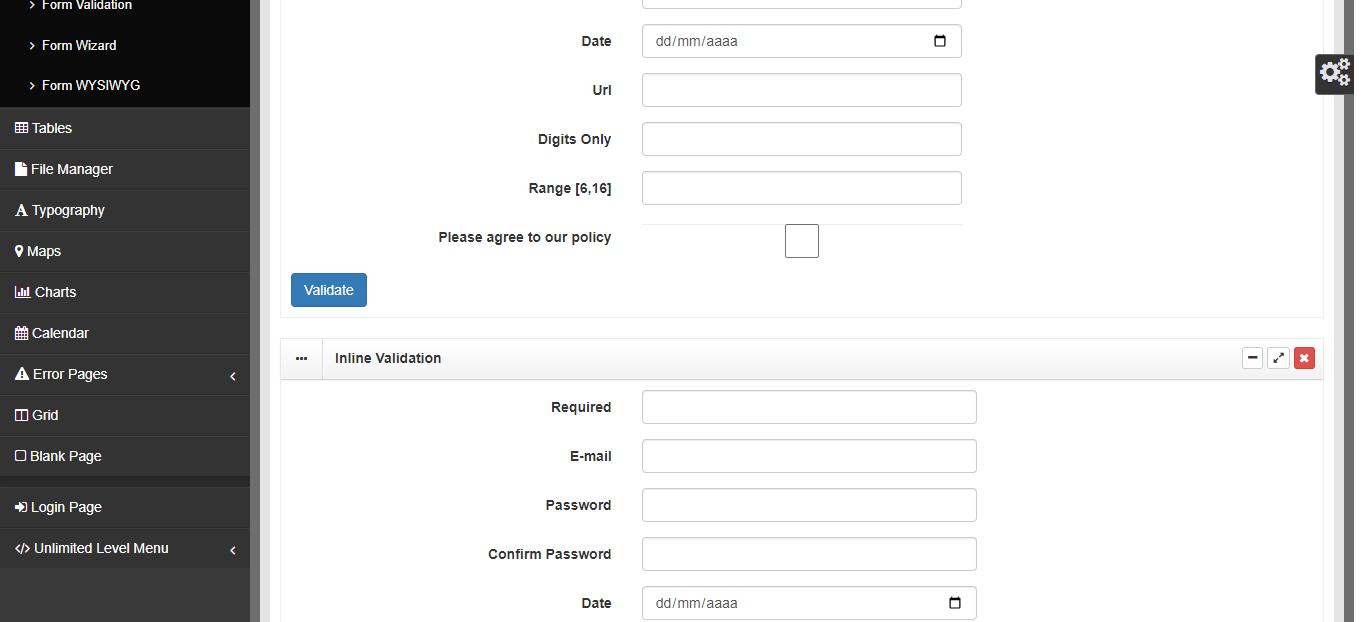 Form Validation
Form Wizard
Form WYSIWYG
Tables
File Manager
Typography
Maps
Charts
Calendar
Error Pages
Grid
Blank Page
Login Page
Unlimited Level Menu
Date
dd/mm/aaaa
Url
Digits Only
Range [6,16]
Please agree to our policy
Validate
Inline Validation
Required
E-mail
Password
Confirm Password
Date
dd/mm/aaaa